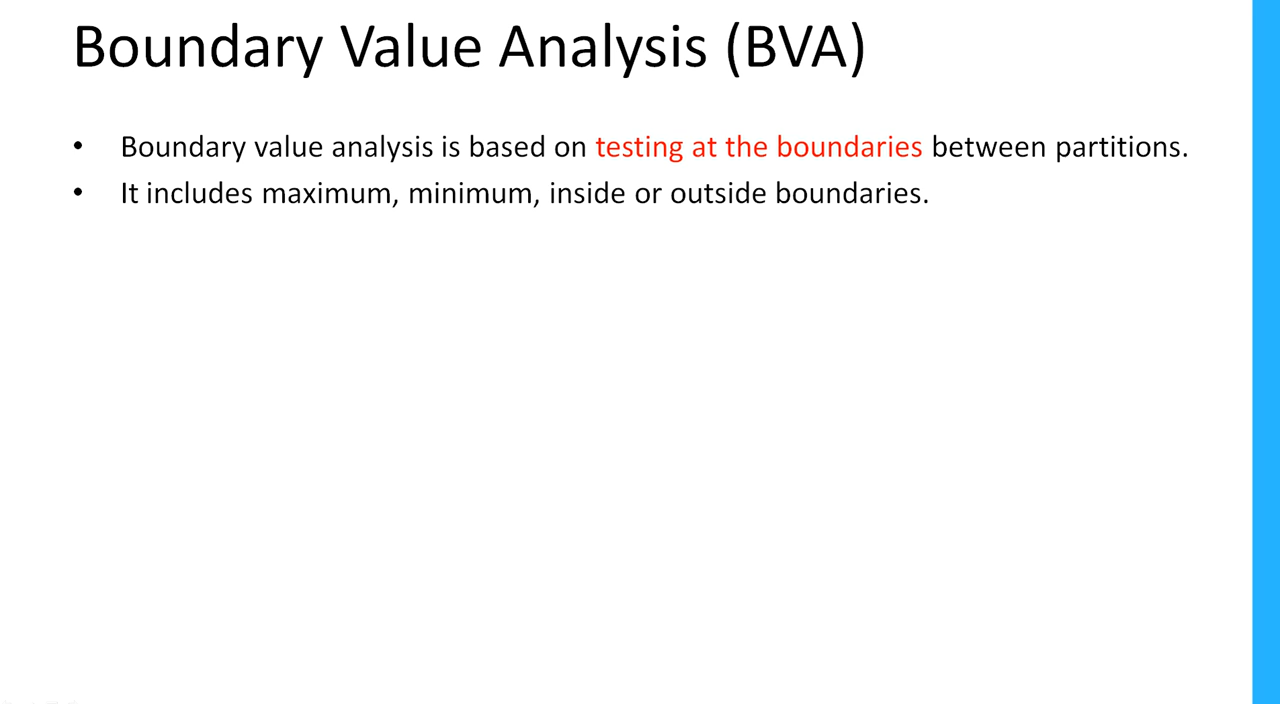 Boundary Value Analysis (BVA)
• Boundary value analysis is based on testing at the boundaries between partitions.
• It includes maximum, minimum, inside or outside boundaries.